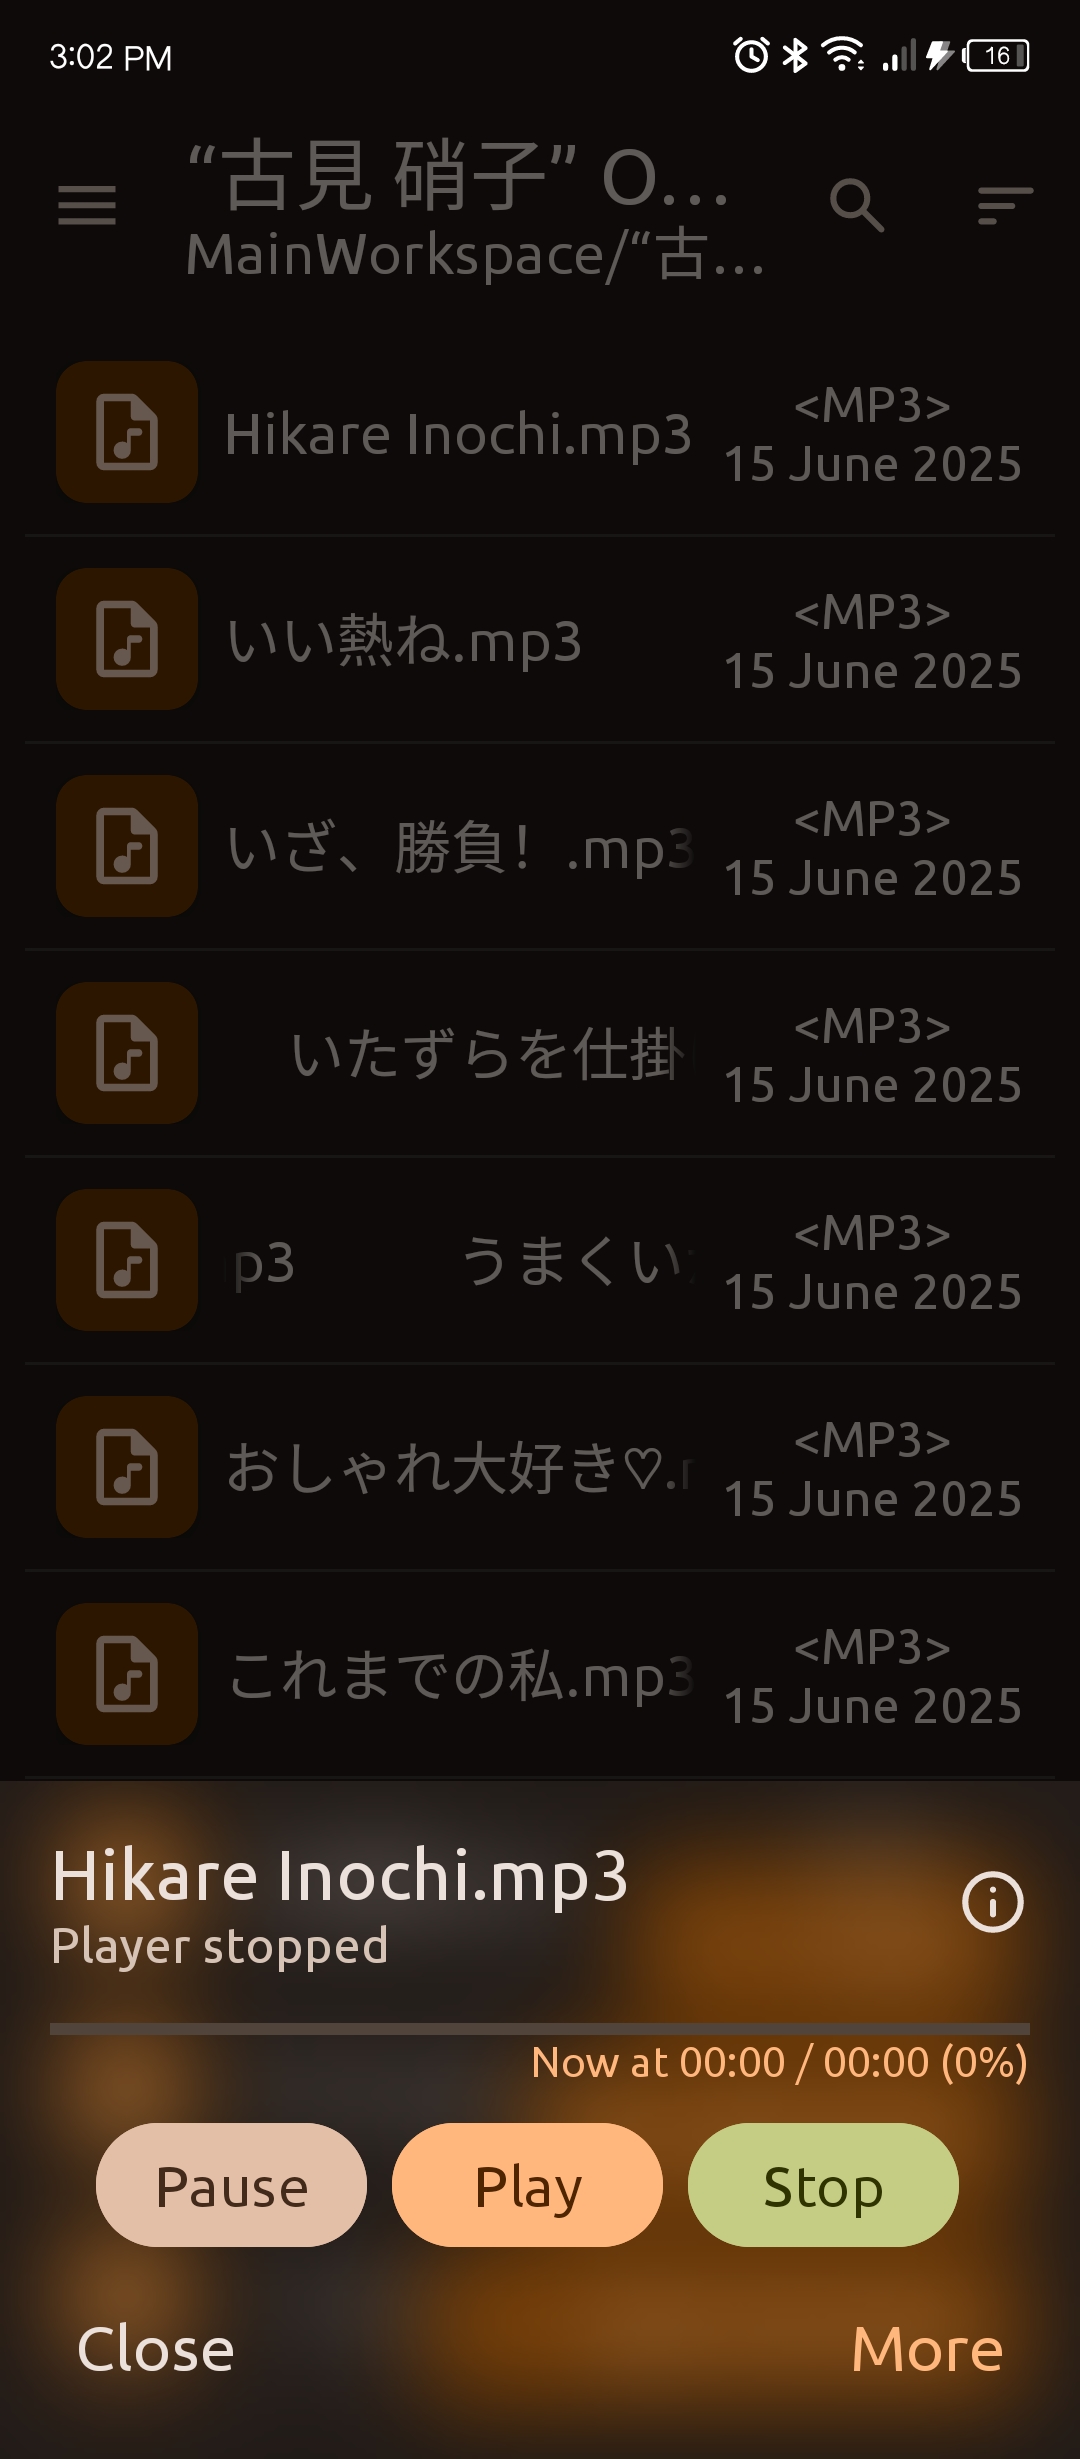 3:02 PM
16
“古見 硝子” O...
MainWorkspace/“古...
Hikare Inochi.mp3
<MP3>
15 June 2025
いい熱ね.mp3
<MP3>
15 June 2025
いざ、勝負！.mp3
<MP3>
15 June 2025
いたずらを仕掛
<MP3>
15 June 2025
p3 うまくい
<MP3>
15 June 2025
おしゃれ大好き♡.
<MP3>
15 June 2025
これまでの私.mp3
<MP3>
15 June 2025
Hikare Inochi.mp3
Player stopped
Now at 00:00 / 00:00 (0%)
Pause Play Stop
Close More